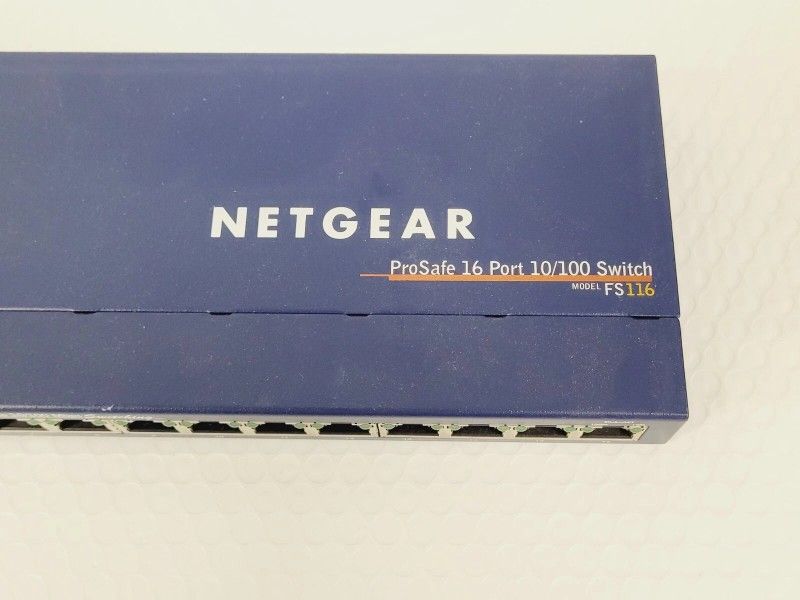 NETGEAR
ProSafe 16 Port 10/100 Switch
MODEL FS116